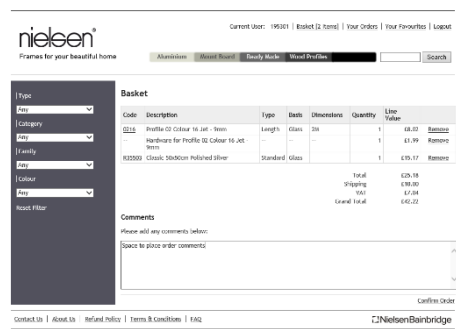 Current User: 195301 | Basket (2 Items) | Your Orders | Your Favourites | Logout
nielsen®
Frames for your beautiful home
Aluminium Mount Board Ready Made Wood Profiles
Search
Basket
| Type
Any
| Category
Any
| Family
Any
| Colour
Any
Reset Filter
Code Description Type Basis Dimensions Quantity Line Value
0216 Profile 02 Colour 16 Jet - 9mm Length Glass 2M 1 £8.02 Remove
-- Hardware for Profile 02 Colour 16 Jet - 9mm -- -- -- 1 £1.99 Remove
Classic 50x50cm Polished Silver Standard Glass 1 £15.17 Remove
Total £25.18
Shipping £10.00
VAT £7.04
Grand Total £42.22
Comments
Please add any comments below:
Space to place order comments
Confirm Order
Contact Us | About Us | Refund Policy | Terms & Conditions | FAQ
NielsenBainbridge